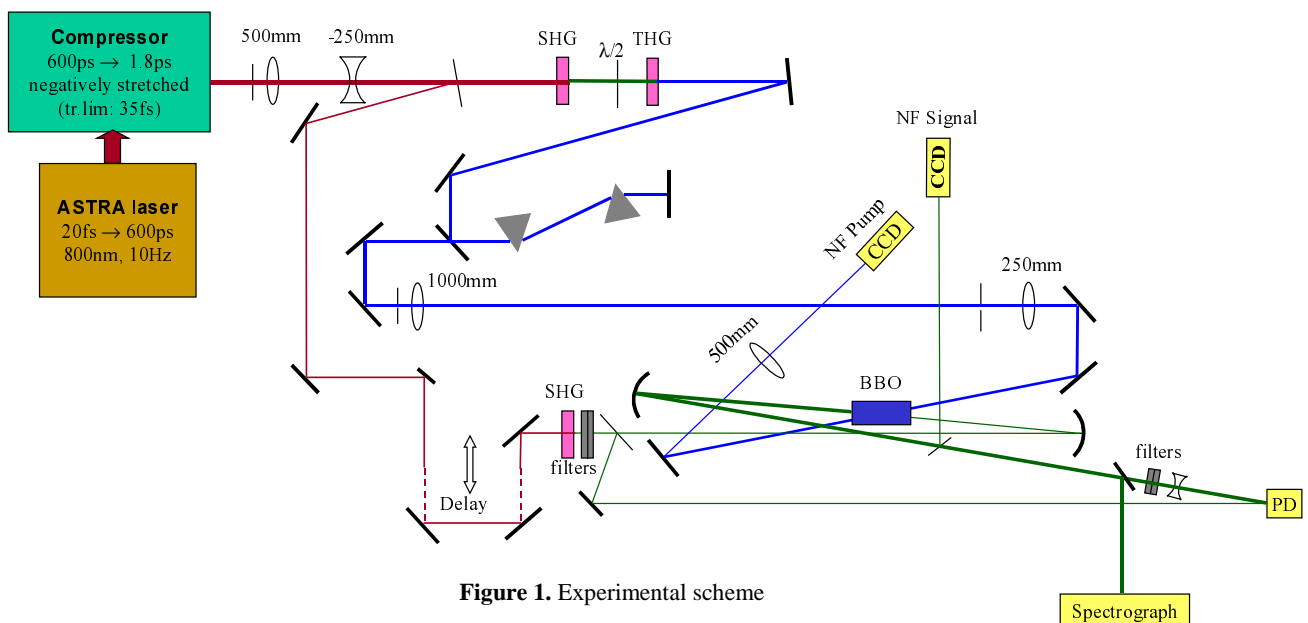 Compressor
600ps → 1.8ps
negatively stretched
(tr.lim: 35fs)
500mm
-250mm
SHG
λ/2
THG
ASTRA laser
20fs → 600ps
800nm, 10Hz
NF Signal
CCD
NF Pump
CCD
1000mm
250mm
500mm
SHG
BBO
filters
Delay
filters
PD
Spectrograph
Figure 1. Experimental scheme